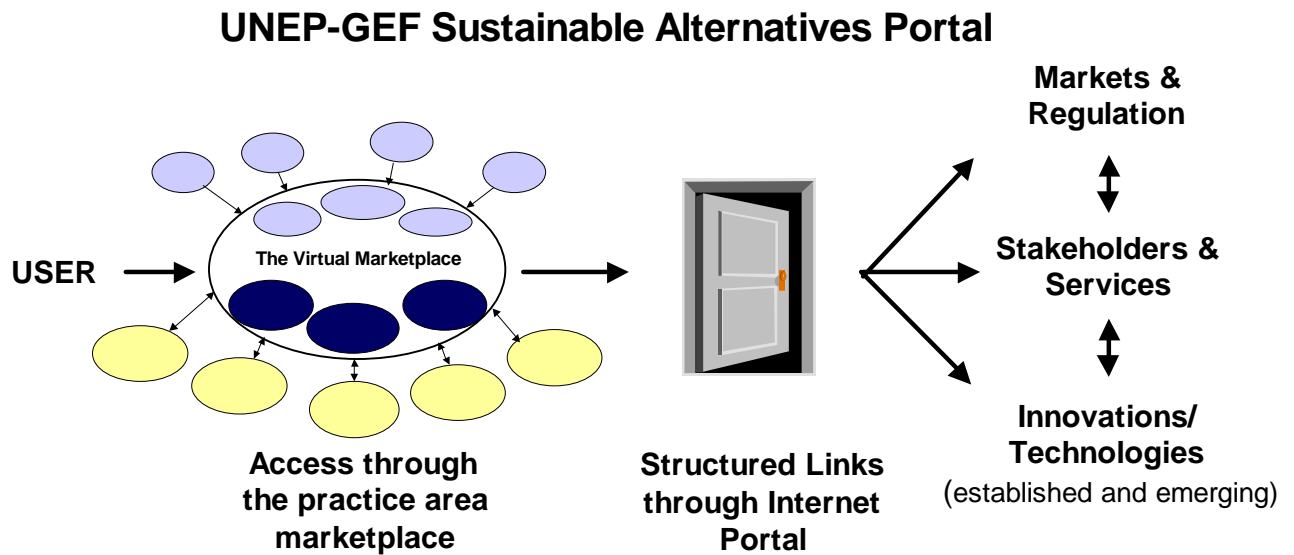 UNEP-GEF Sustainable Alternatives Portal
USER
The Virtual Marketplace
Access through
the practice area
marketplace
Structured Links
through Internet
Portal
Markets &
Regulation
Stakeholders &
Services
Innovations/
Technologies
(established and emerging)